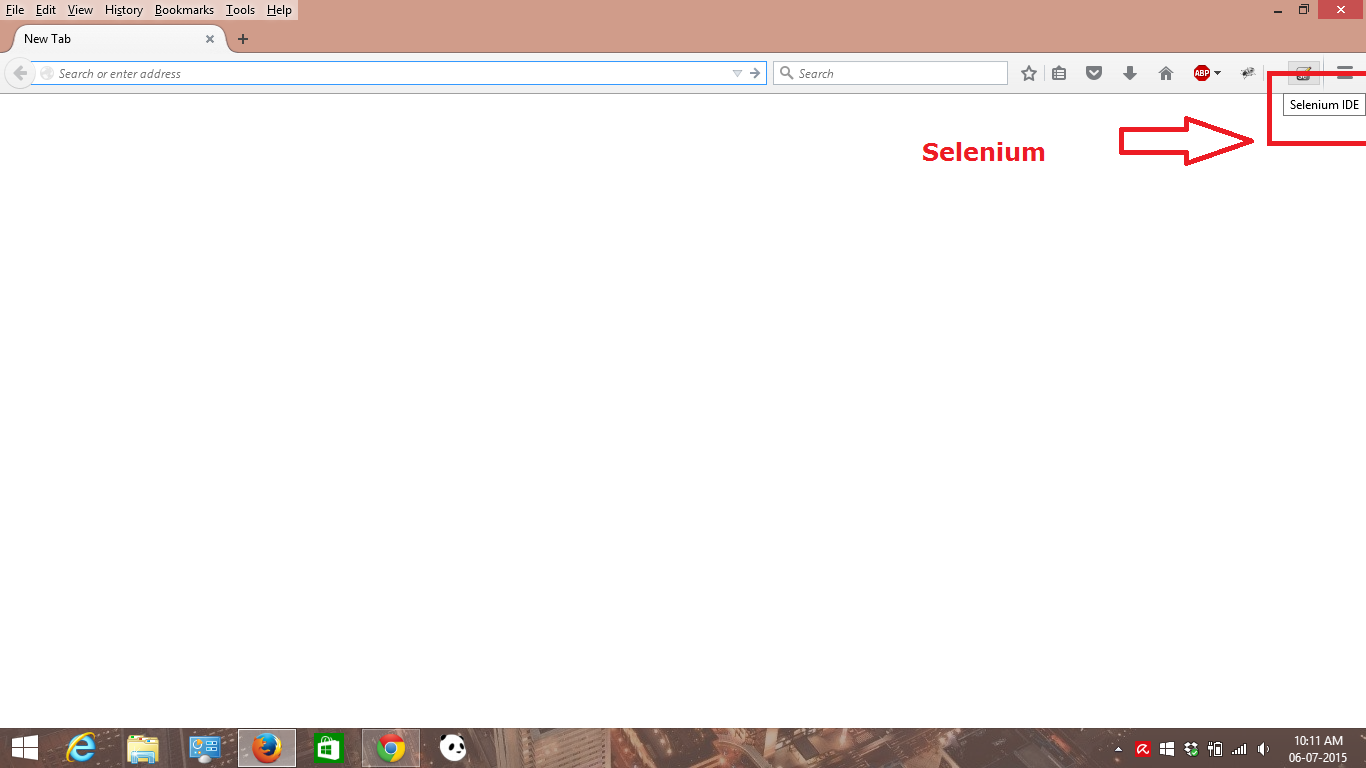 File Edit View History Bookmarks Tools Help
New Tab
Search or enter address
Search
ABP
Selenium IDE
Selenium
10:11 AM
06-07-2015